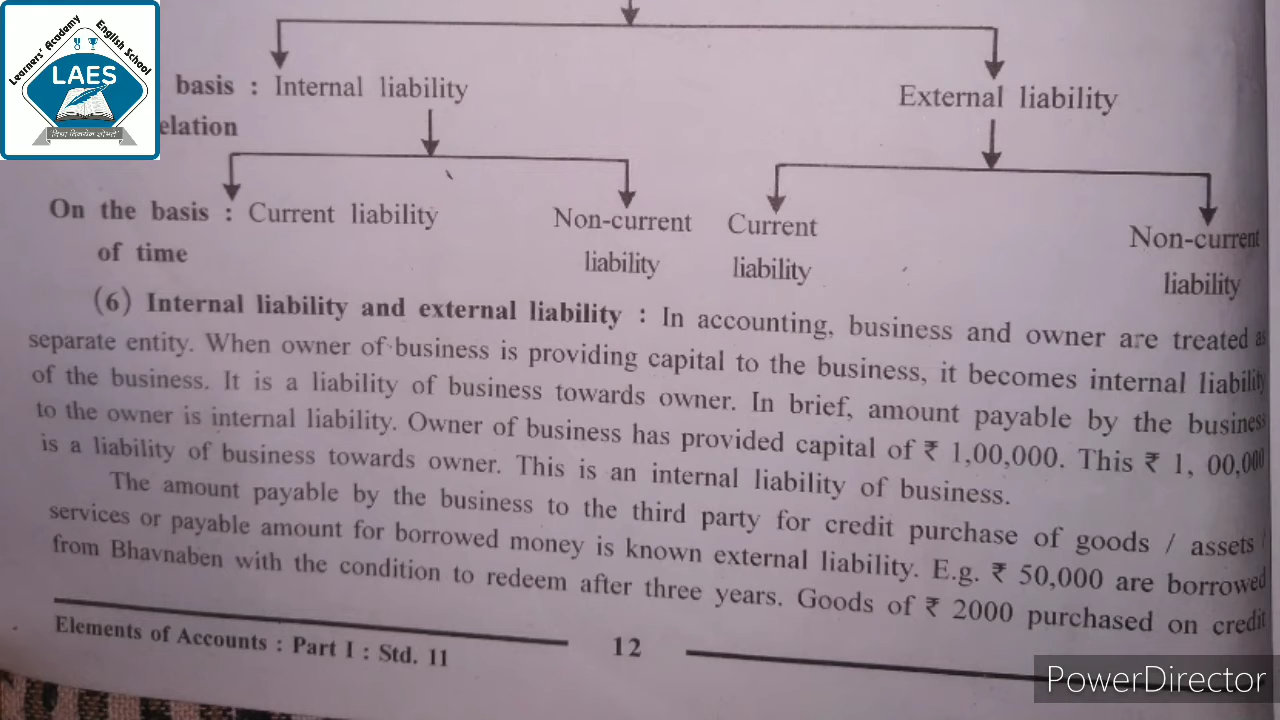 Learners' Academy English School
LAES
विद्या विनयेन शोभते
basis : Internal liability
External liability
elation
On the basis : Current liability
Non-current
Current
Non-current
of time
liability
liability
liability
(6) Internal liability and external liability : In accounting, business and owner are treated as
separate entity. When owner of business is providing capital to the business, it becomes internal liability
of the business. It is a liability of business towards owner. In brief, amount payable by the business
to the owner is internal liability. Owner of business has provided capital of ₹ 1,00,000. This ₹ 1, 00,000
is a liability of business towards owner. This is an internal liability of business.
The amount payable by the business to the third party for credit purchase of goods / assets /
services or payable amount for borrowed money is known external liability. E.g. ₹ 50,000 are borrowed
from Bhavnaben with the condition to redeem after three years. Goods of ₹ 2000 purchased on credit
Elements of Accounts : Part I : Std. 11
12
PowerDirector